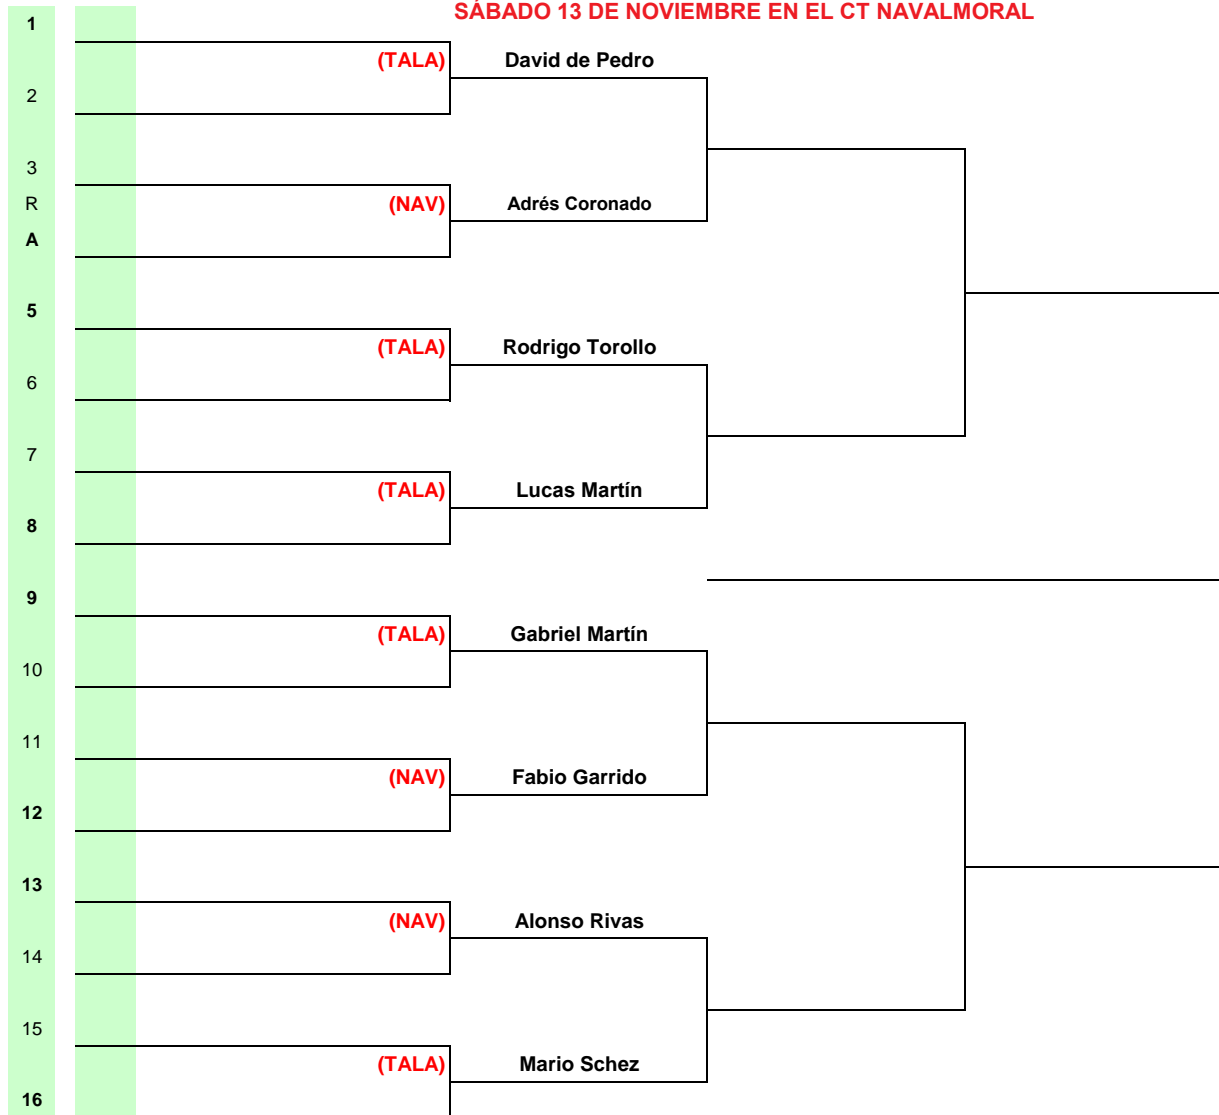 SÁBADO 13 DE NOVIEMBRE EN EL CT NAVALMORAL
1
(TALA) David de Pedro
2
3
R (NAV) Adrés Coronado
A
5
(TALA) Rodrigo Torollo
6
7
(TALA) Lucas Martín
8
9
(TALA) Gabriel Martín
10
11
(NAV) Fabio Garrido
12
13
(NAV) Alonso Rivas
14
15
(TALA) Mario Schez
16